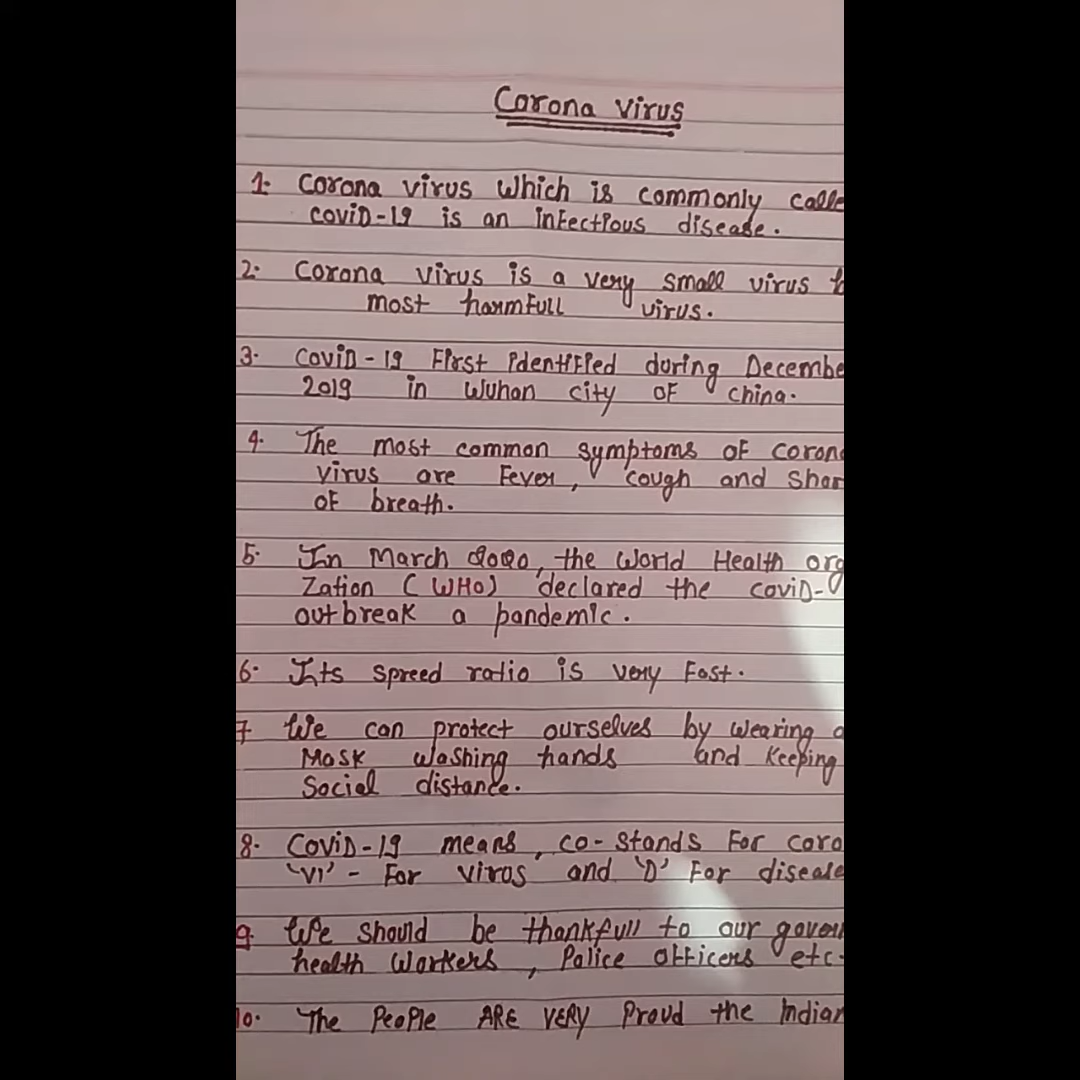 Corona Virus
1. Corona virus which is commonly calle
coviD-19 is an infectious disease.
2. Corona virus is a very small virus b
most harmfull virus.
3. CoviD-19 First identified during Decembe
2019 in Wuhan city of china.
4. The most common symptoms of coron
virus are Fever, cough and Shor
of breath.
5. In March 2020, the World Health org
Zation (WHO) declared the coviD-
outbreak a pandemic.
6. Its spreed ratio is very Fast.
7 We can protect ourselves by wearing a
Mask washing hands and Keeping
Social distance.
8. CoviD-19 means, co-Stands For coro
'VI' - For virus and 'D' For disease
9. We should be thankfull to our gover
health Workers, Police officers etc.
10. The PeoPle ARE VERY Proud the Indian